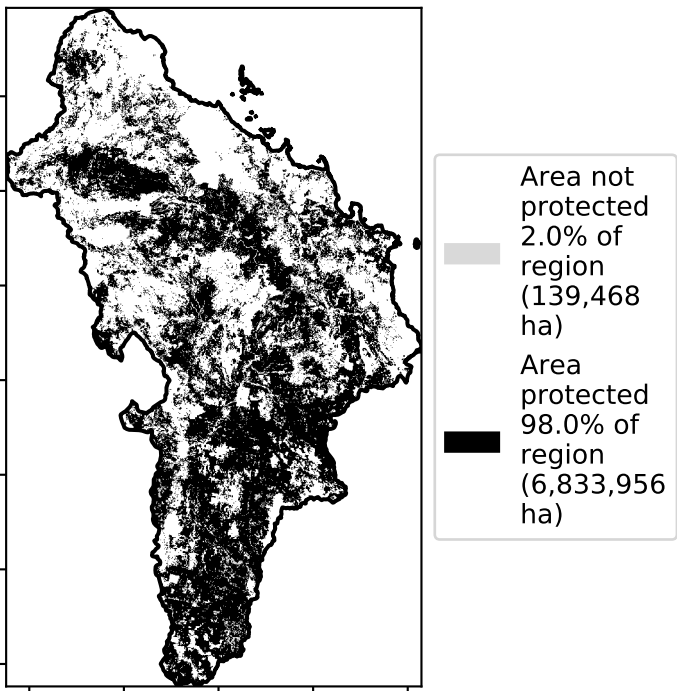 Area not
protected
2.0% of
region
(139,468
ha)
Area
protected
98.0% of
region
(6,833,956
ha)